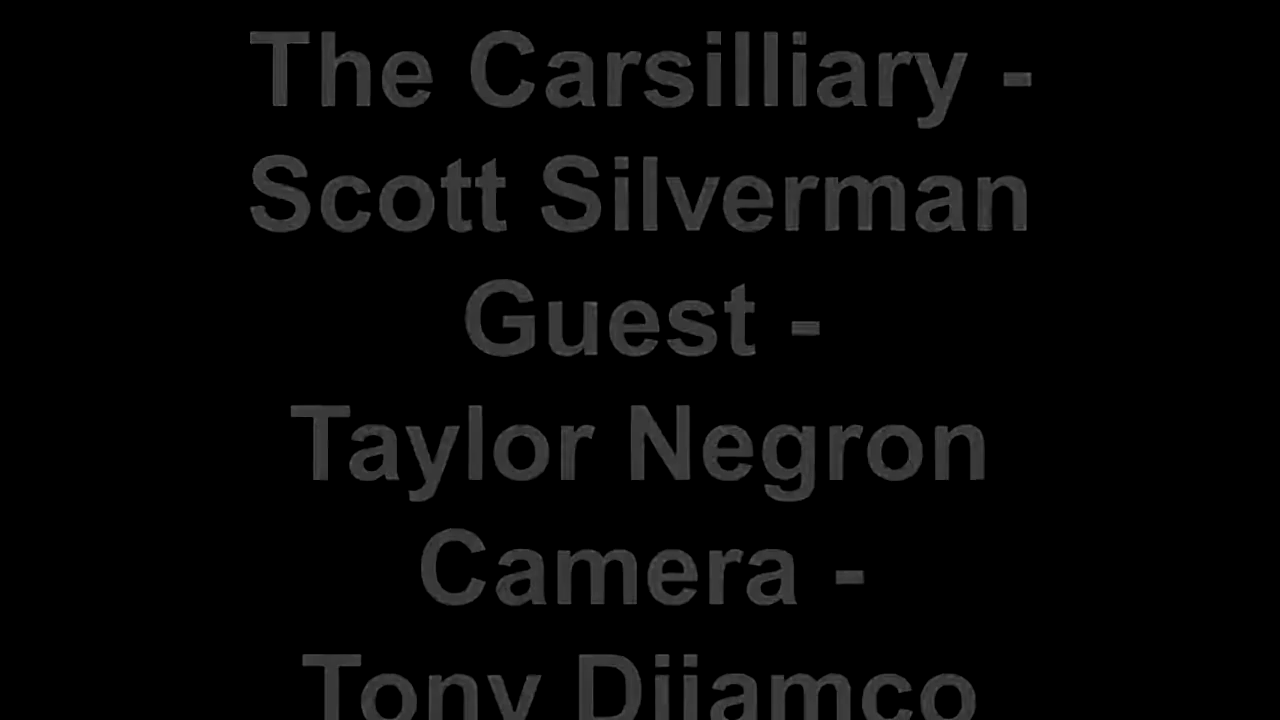 The Carsilliary -
Scott Silverman
Guest -
Taylor Negron
Camera -
Tony Dijamco